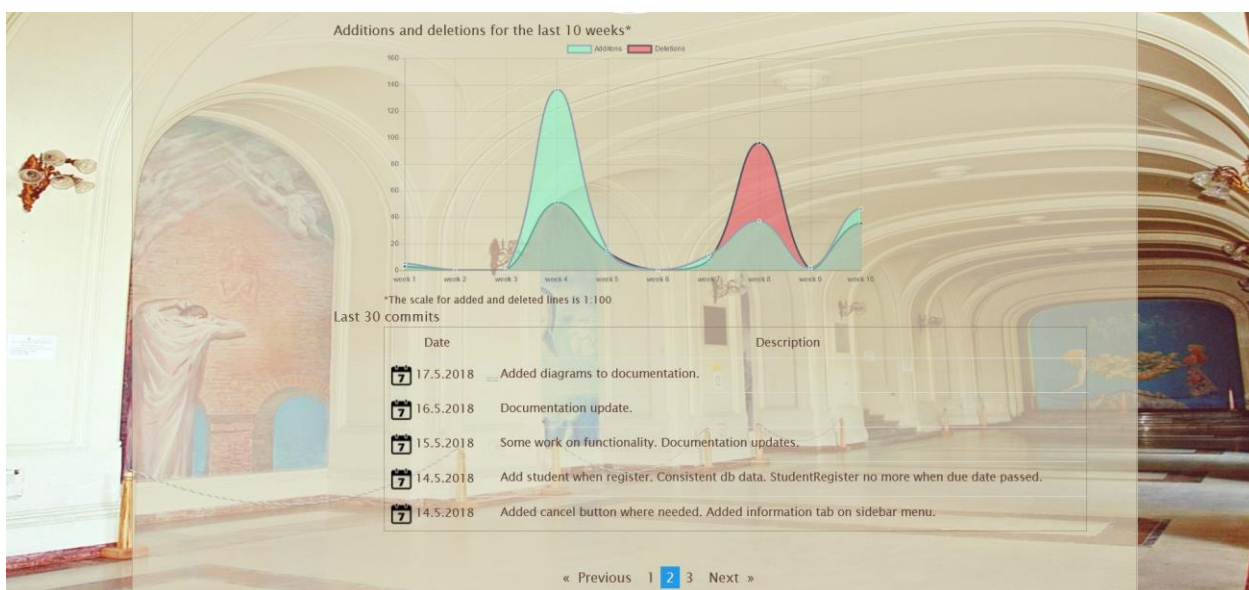 Additions and deletions for the last 10 weeks*
Additions Deletions
160
140
120
100
80
60
40
20
0
week 1 week 2 week 3 week 4 week 5 week 6 week 7 week 8 week 9 week 10
*The scale for added and deleted lines is 1:100
Last 30 commits
Date Description
7 17.5.2018 Added diagrams to documentation.
7 16.5.2018 Documentation update.
7 15.5.2018 Some work on functionality. Documentation updates.
7 14.5.2018 Add student when register. Consistent db data. StudentRegister no more when due date passed.
7 14.5.2018 Added cancel button where needed. Added information tab on sidebar menu.
« Previous 1 2 3 Next »